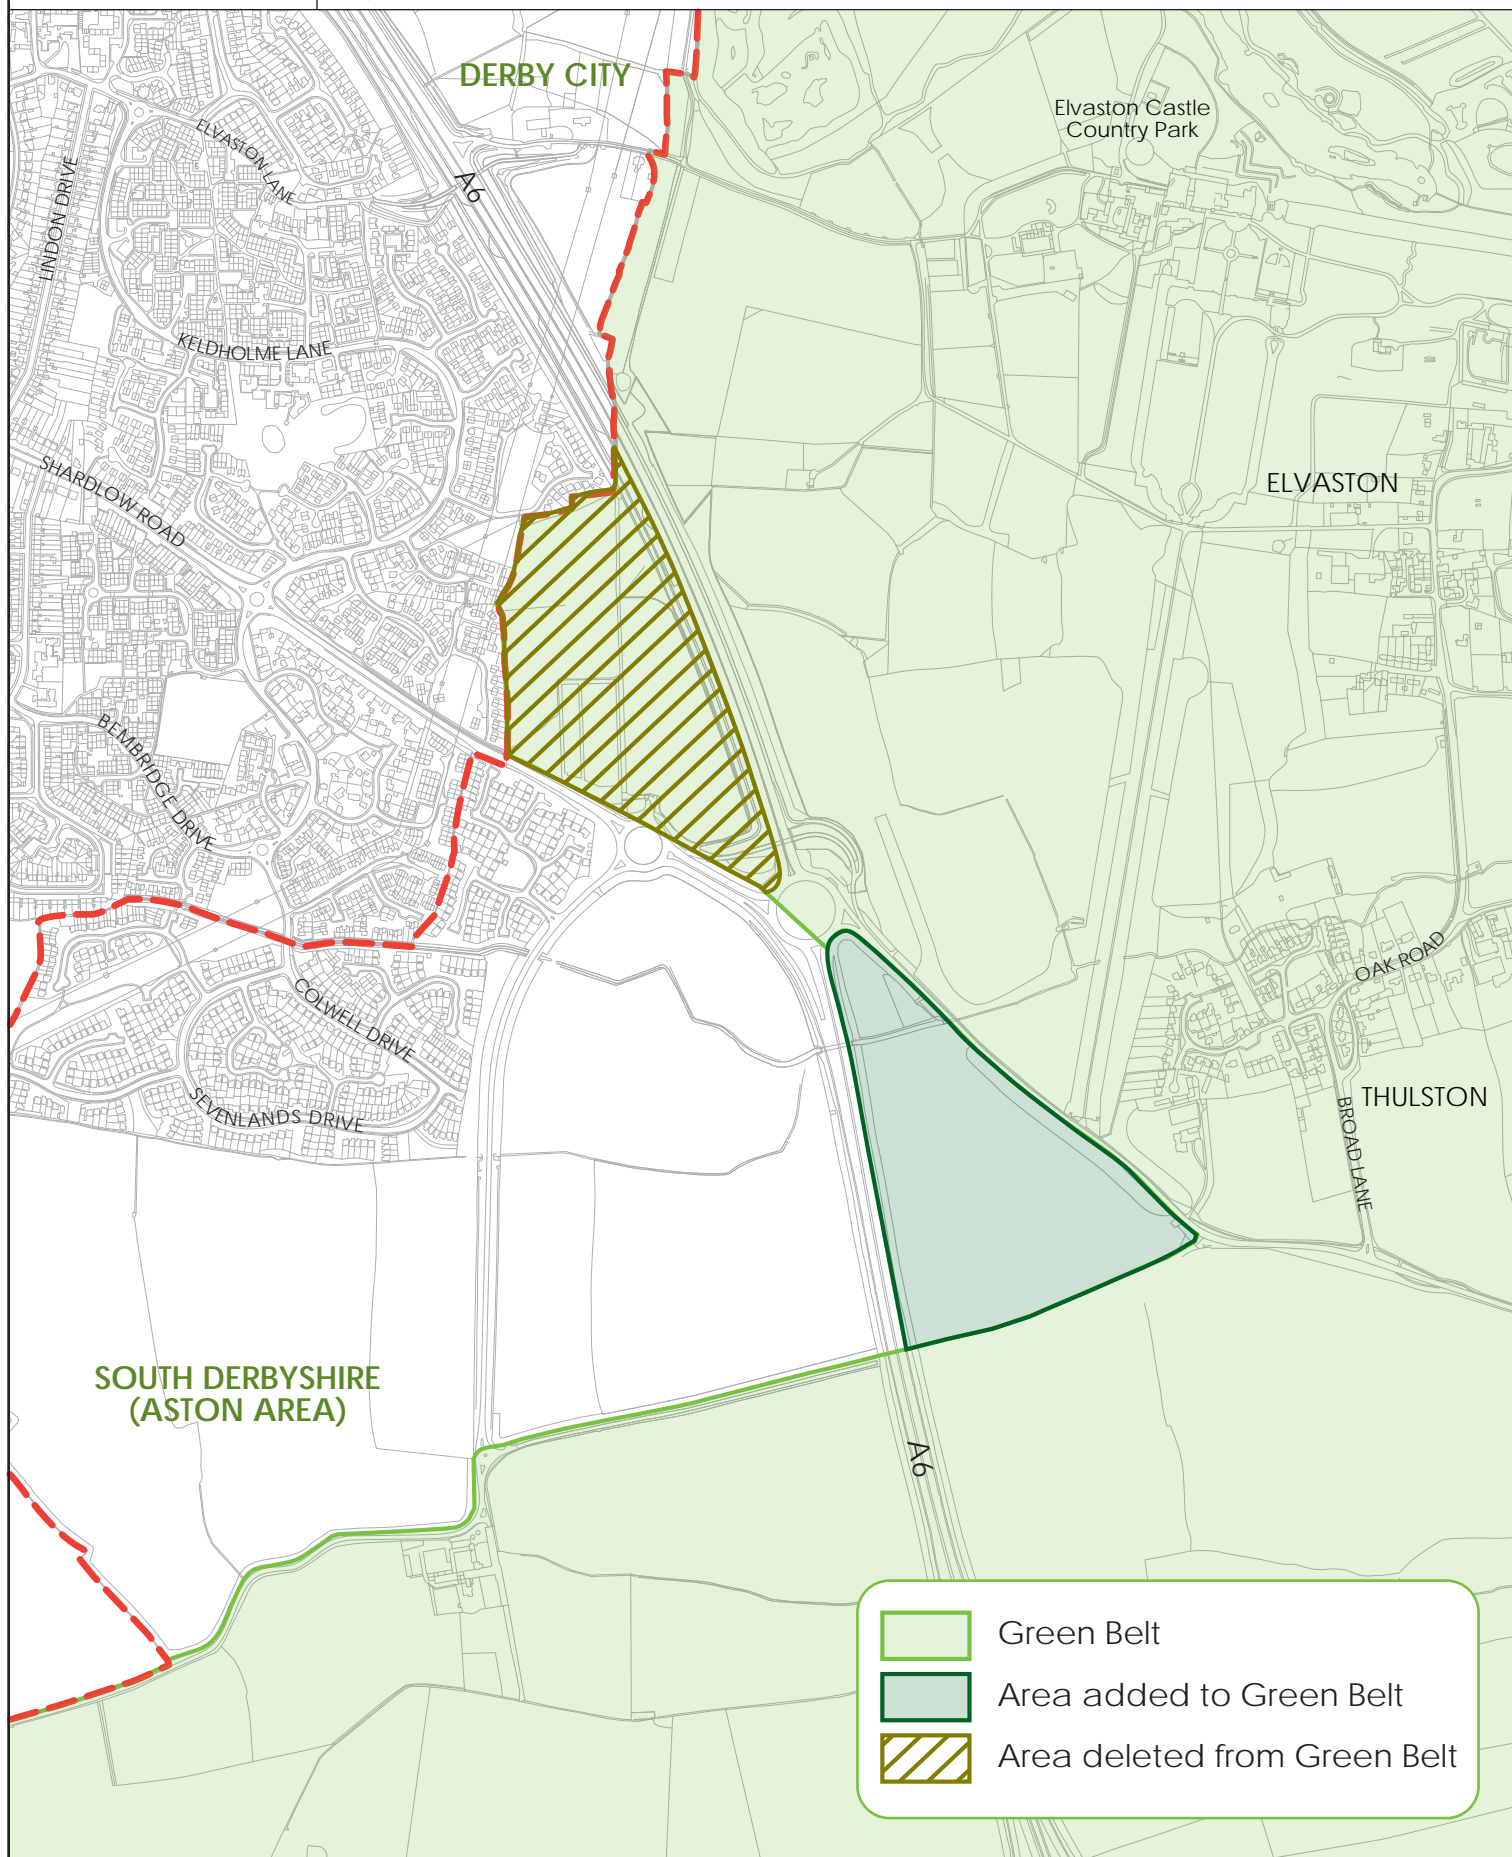 DERBY CITY
Elvaston Castle
Country Park
ELVASTON LANE
A6
LINDON DRIVE
KELDHOLME LANE
SHARDLOW ROAD
ELVASTON
BEMBRIDGE DRIVE
OAK ROAD
COLWELL DRIVE
SEVENLANDS DRIVE
THULSTON
BROAD LANE
SOUTH DERBYSHIRE
(ASTON AREA)
A6
Green Belt
Area added to Green Belt
Area deleted from Green Belt